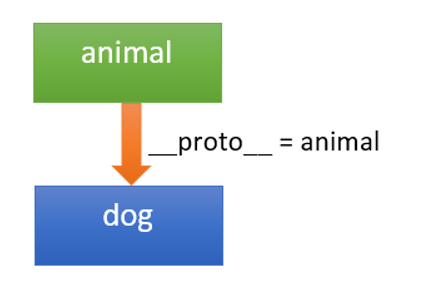 animal
__proto__ = animal
dog